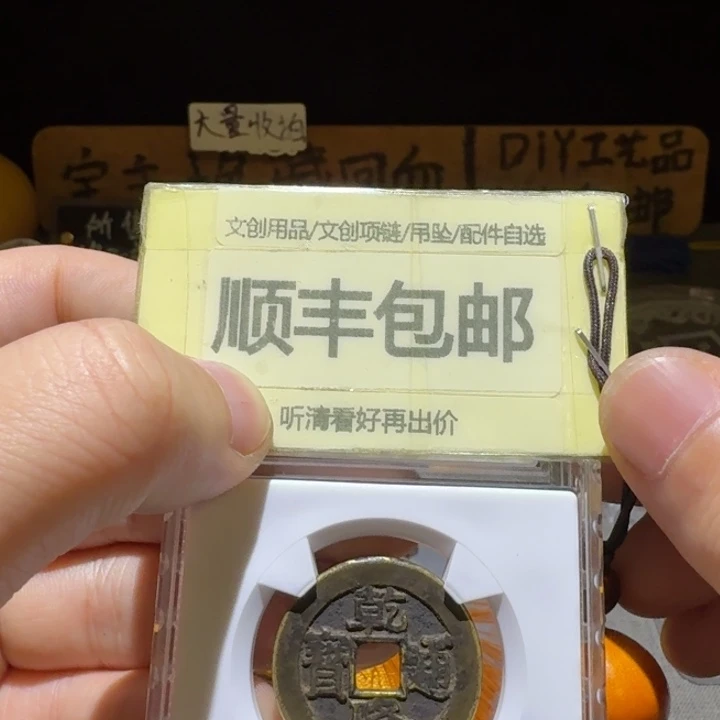 大量收购
DiY工艺品
文创用品/文创项链/吊坠/配件自选
顺丰包邮
听清看好再出价
乾
寶 通
隆